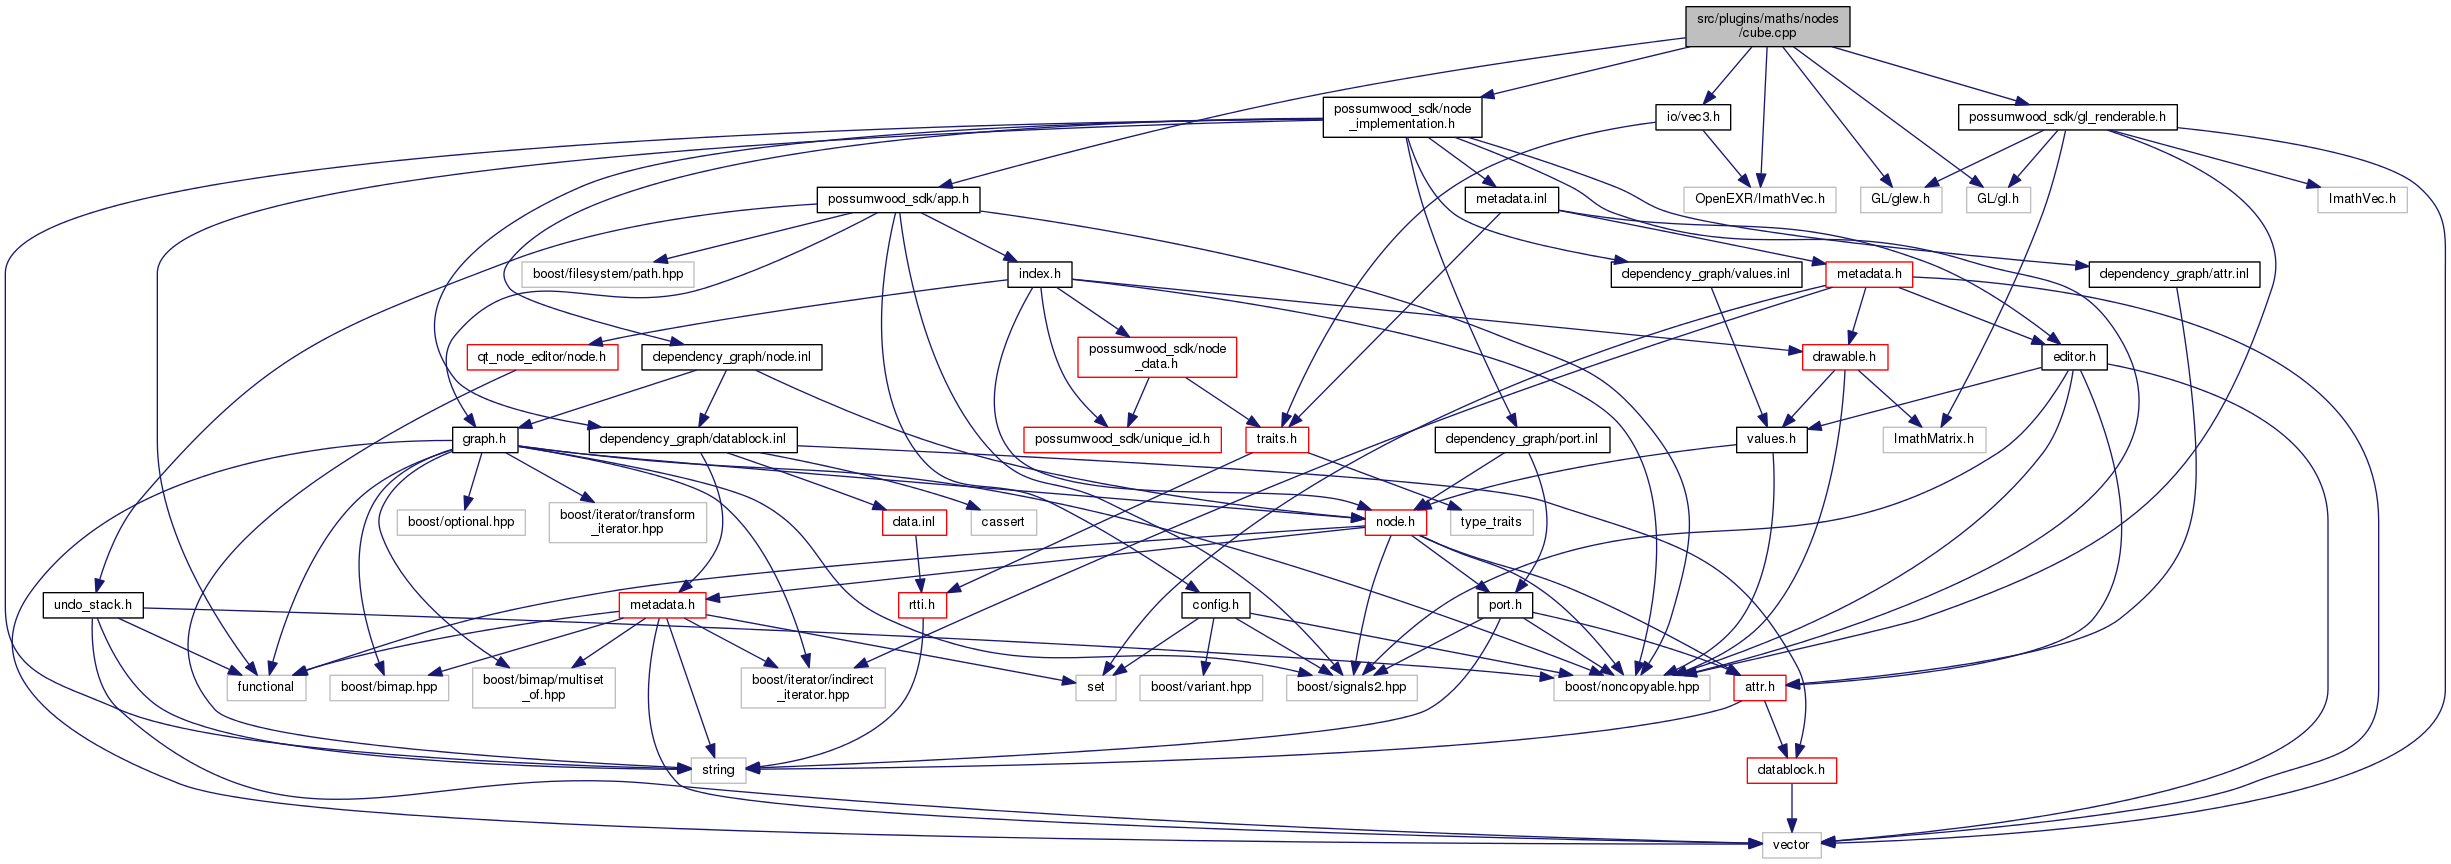 src/plugins/maths/nodes
/cube.cpp
possumwood_sdk/node
_implementation.h
io/vec3.h
possumwood_sdk/gl_renderable.h
possumwood_sdk/app.h
metadata.inl
OpenEXR/ImathVec.h
GL/glew.h
GL/gl.h
ImathVec.h
boost/filesystem/path.hpp
index.h
dependency_graph/values.inl
metadata.h
dependency_graph/attr.inl
qt_node_editor/node.h
dependency_graph/node.inl
possumwood_sdk/node
_data.h
drawable.h
editor.h
graph.h
dependency_graph/datablock.inl
possumwood_sdk/unique_id.h
traits.h
dependency_graph/port.inl
values.h
ImathMatrix.h
boost/optional.hpp
boost/iterator/transform
_iterator.hpp
data.inl
cassert
node.h
type_traits
undo_stack.h
metadata.h
rtti.h
config.h
port.h
functional
boost/bimap.hpp
boost/bimap/multiset
_of.hpp
boost/iterator/indirect
_iterator.hpp
set
boost/variant.hpp
boost/signals2.hpp
boost/noncopyable.hpp
attr.h
string
datablock.h
vector